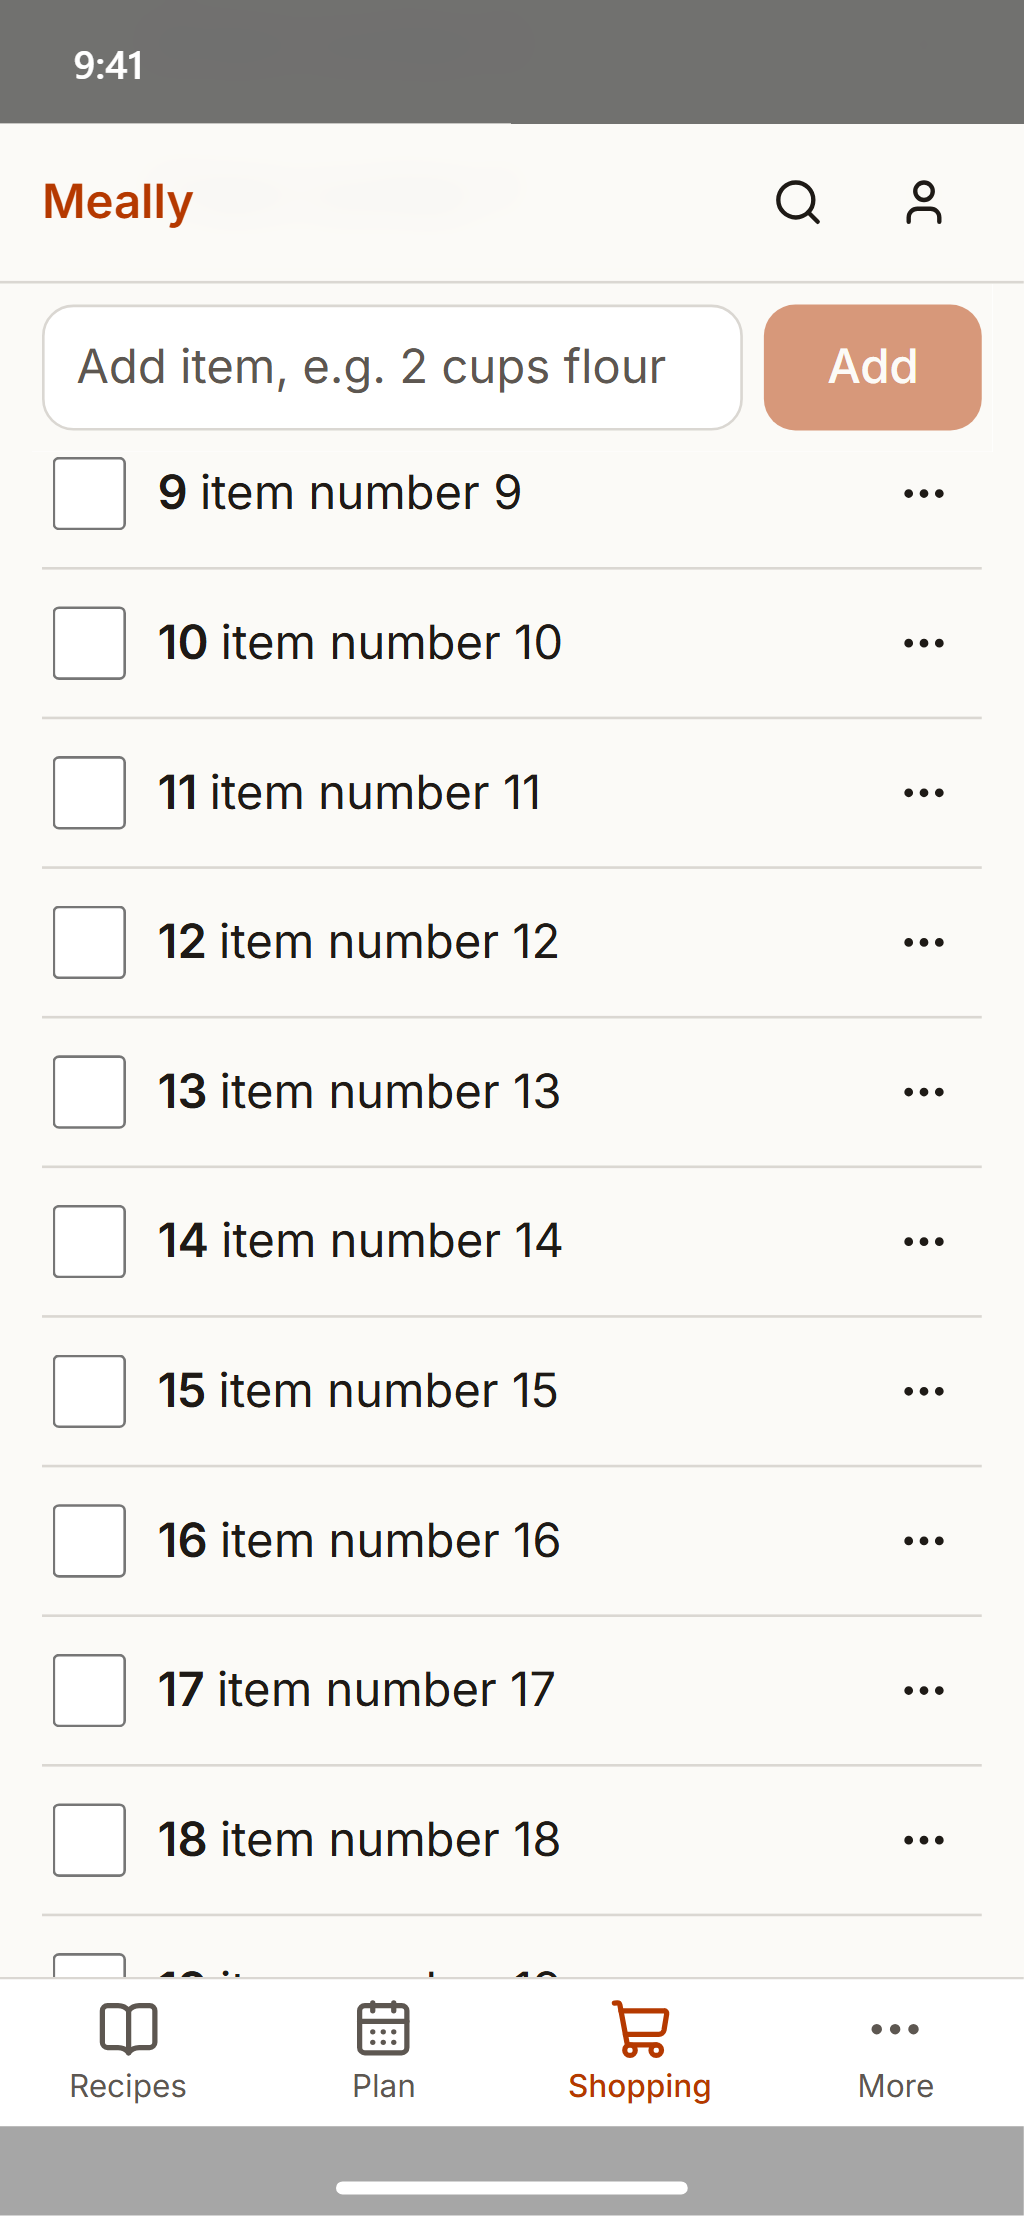 9:41
Meally
Add item, e.g. 2 cups flour
Add
9 item number 9
10 item number 10
11 item number 11
12 item number 12
13 item number 13
14 item number 14
15 item number 15
16 item number 16
17 item number 17
18 item number 18
Recipes
Plan
Shopping
More